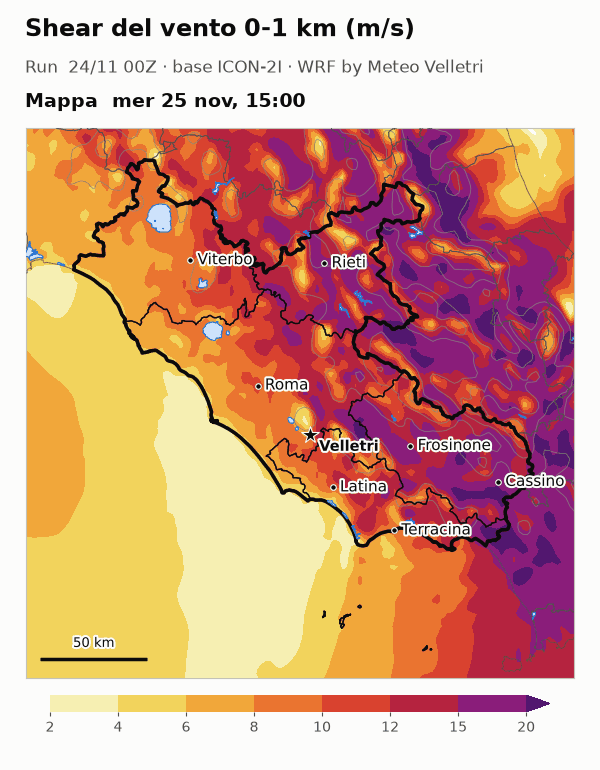 Shear del vento 0-1 km (m/s)
Run  24/11 00Z · base ICON-2I · WRF by Meteo Velletri
Mappa  mer 25 nov, 15:00
Viterbo
Rieti
Roma
Velletri
Frosinone
Latina
Cassino
Terracina
50 km
2 4 6 8 10 12 15 20